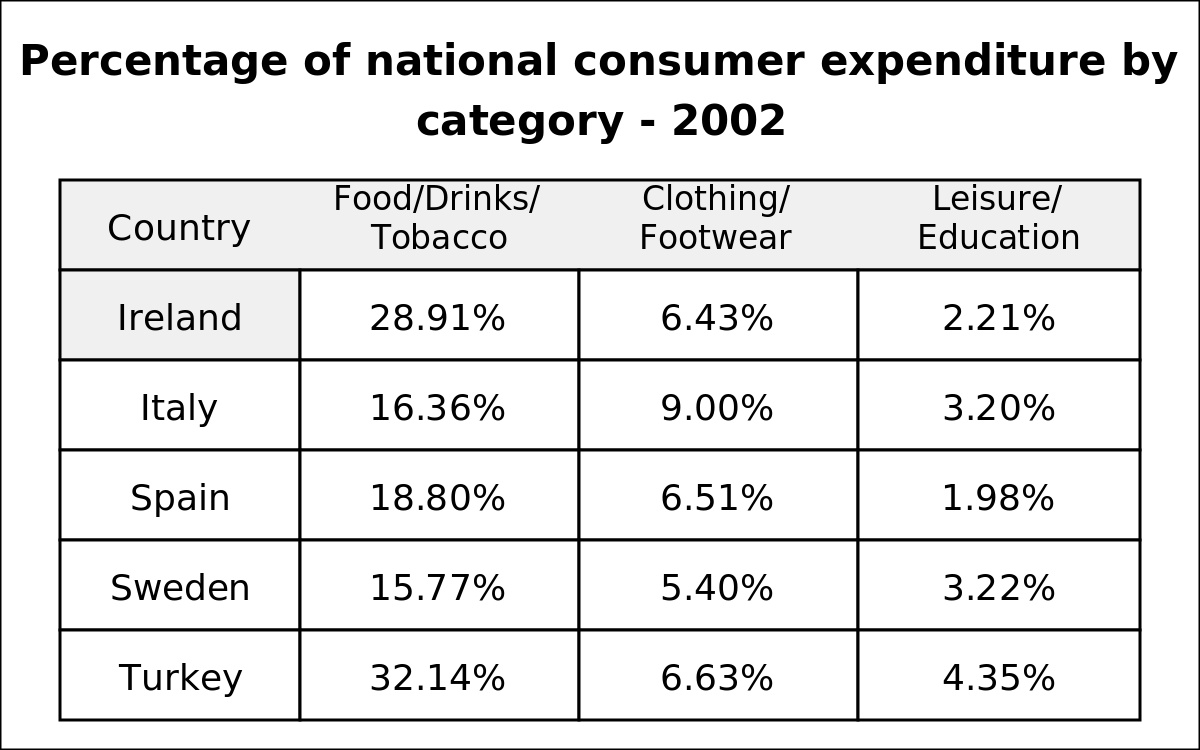 Percentage of national consumer expenditure by
category - 2002
Country Food/Drinks/ Clothing/ Leisure/
Tobacco Footwear Education
Ireland 28.91% 6.43% 2.21%
Italy 16.36% 9.00% 3.20%
Spain 18.80% 6.51% 1.98%
Sweden 15.77% 5.40% 3.22%
Turkey 32.14% 6.63% 4.35%